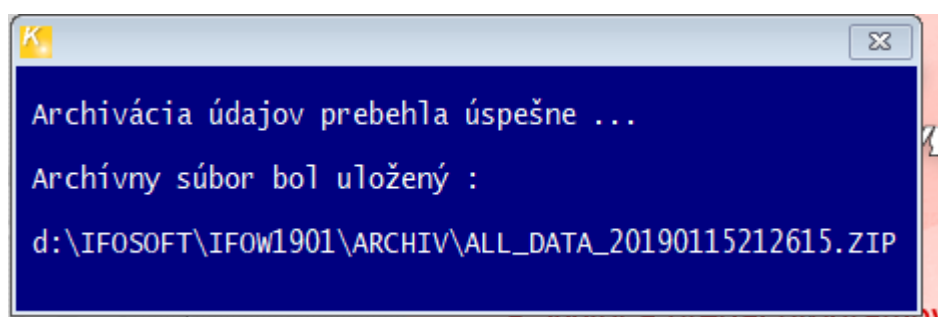 K
Archivácia údajov prebehla úspešne ...
Archívny súbor bol uložený :
d:\IFOSOFT\IFOW1901\ARCHIV\ALL_DATA_20190115212615.ZIP